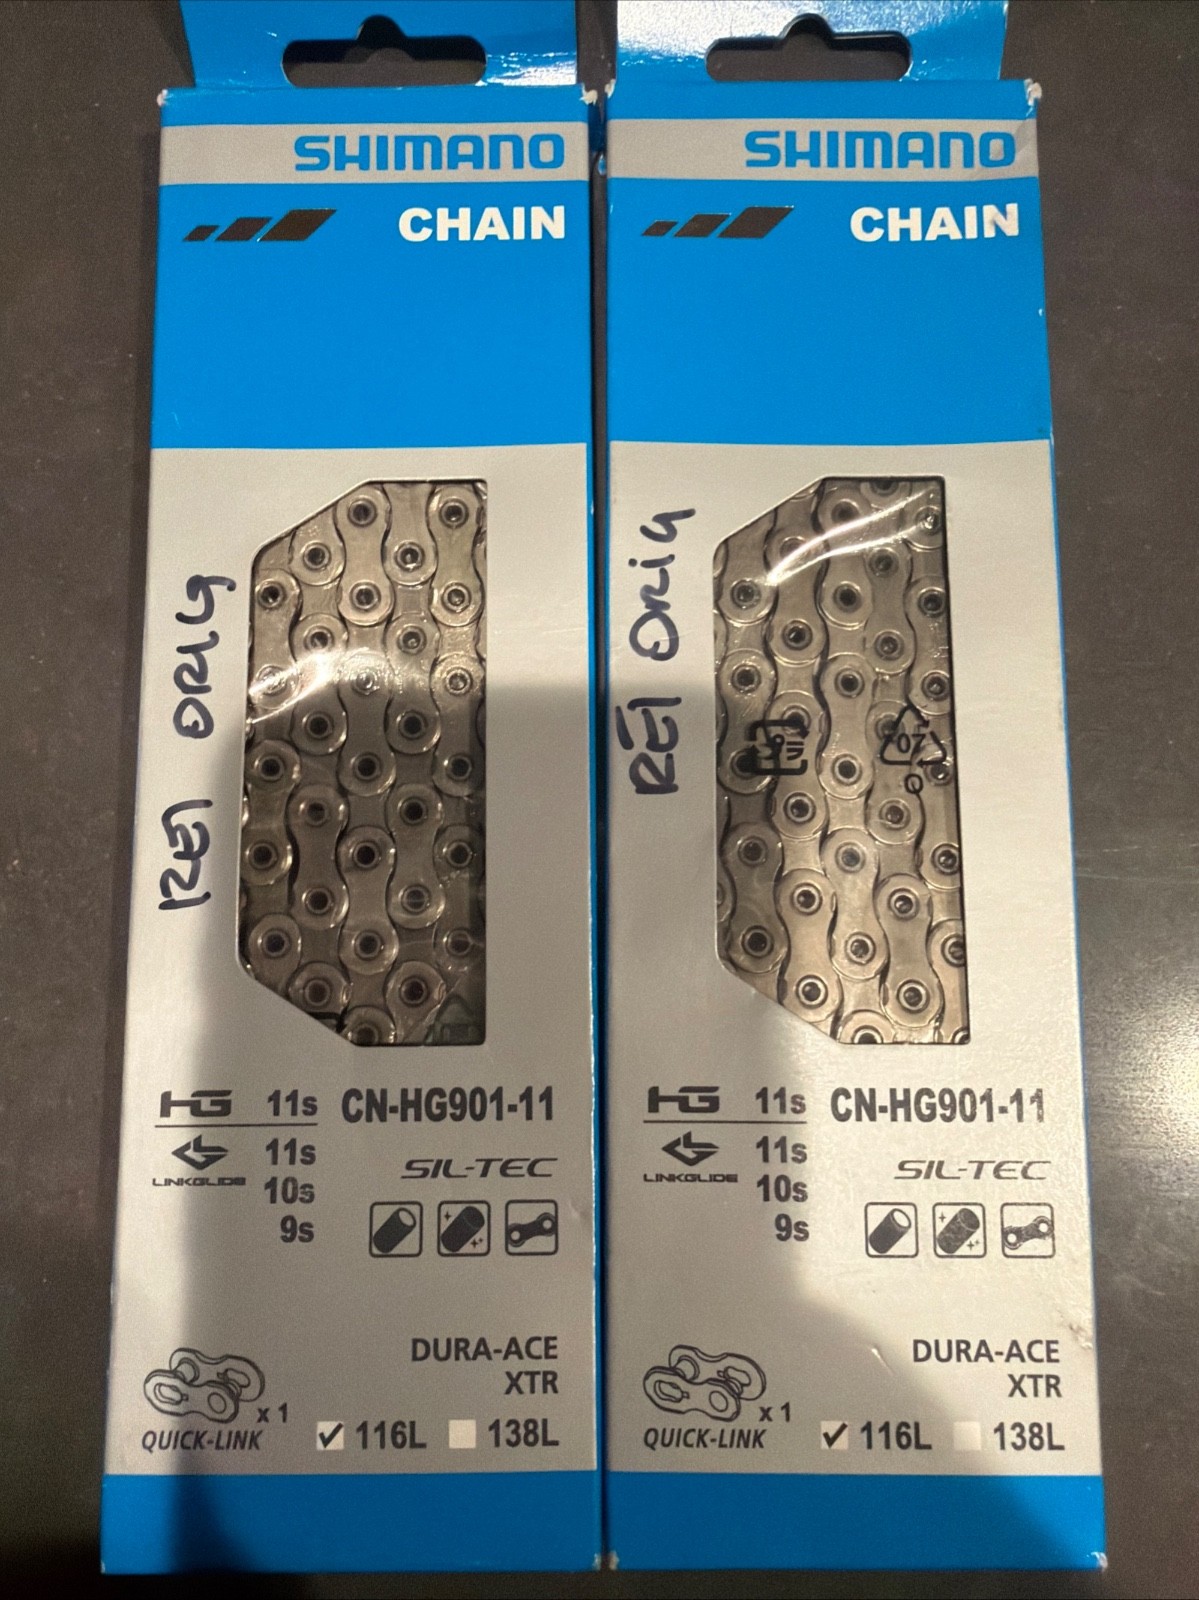 SHIMANO
CHAIN
REI ORIG
HG 11s CN-HG901-11
LINKGLIDE 11s
10s
9s
SIL-TEC
DURA-ACE
XTR
x 1
QUICK-LINK
116L 138L
SHIMANO
CHAIN
REI ORIG
HG 11s CN-HG901-11
LINKGLIDE 11s
10s
9s
SIL-TEC
DURA-ACE
XTR
x 1
QUICK-LINK
116L 138L